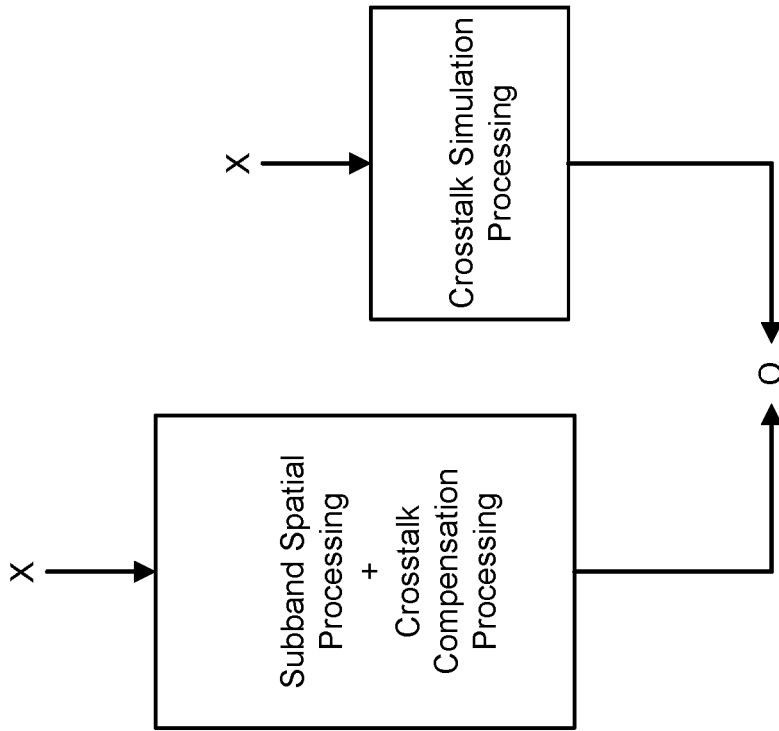 X
Subband Spatial
Processing
+
Crosstalk
Compensation
Processing
X
Crosstalk Simulation
Processing
O